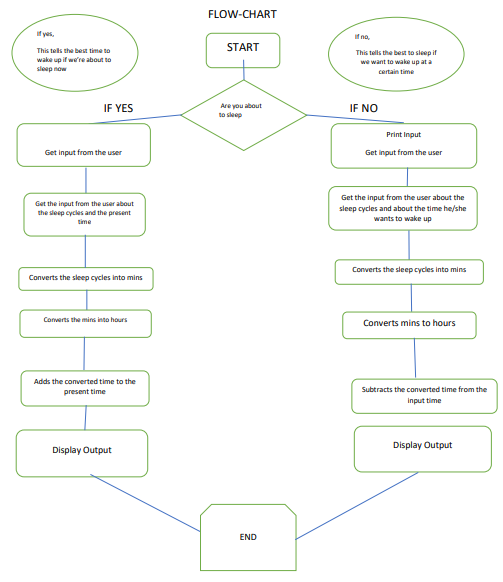 FLOW-CHART
If yes,
This tells the best time to
wake up if we're about to
sleep now
START
If no,
This tells the best to sleep if
we want to wake up at a
certain time
Are you about
to sleep
IF YES
IF NO
Get input from the user
Print Input
Get input from the user
Get the input from the user about
the sleep cycles and the present
time
Get the input from the user about the
sleep cycles and about the time he/she
wants to wake up
Converts the sleep cycles into mins
Converts the sleep cycles into mins
Converts the mins into hours
Converts mins to hours
Adds the converted time to the
present time
Subtracts the converted time from the
input time
Display Output
Display Output
END